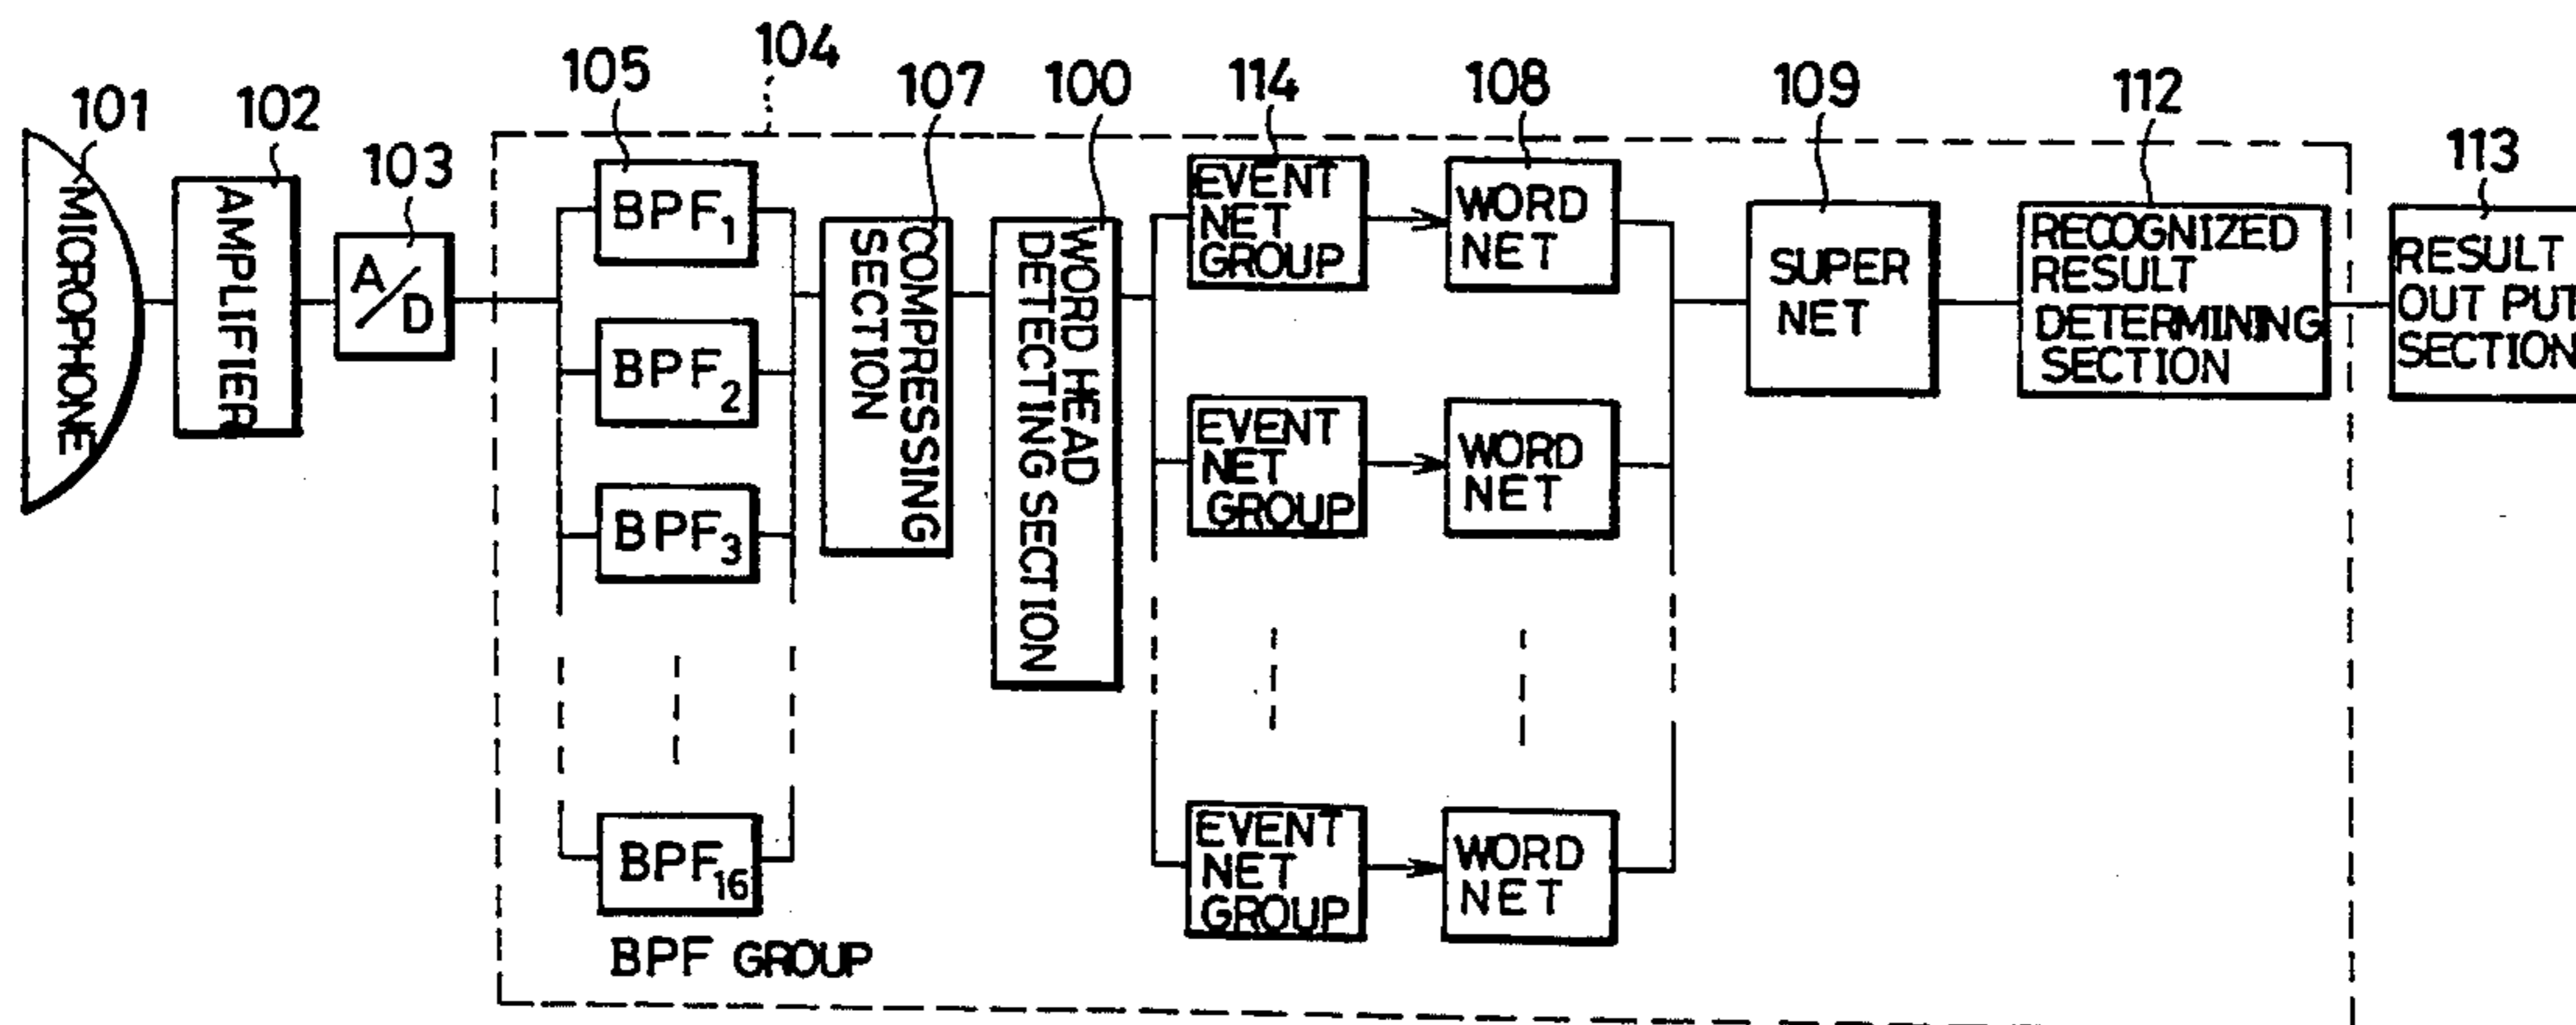 101
102
103
105
104
107
100
114
108
109
112
113
MICROPHONE
AMPLIFIER
A/D
BPF1
BPF2
BPF3
BPF16
BPF GROUP
COMPRESSING
SECTION
WORD HEAD
DETECTING SECTION
EVENT
NET
GROUP
WORD
NET
EVENT
NET
GROUP
WORD
NET
EVENT
NET
GROUP
WORD
NET
SUPER
NET
RECOGNIZED
RESULT
DETERMINING
SECTION
RESULT
OUT PUT
SECTION